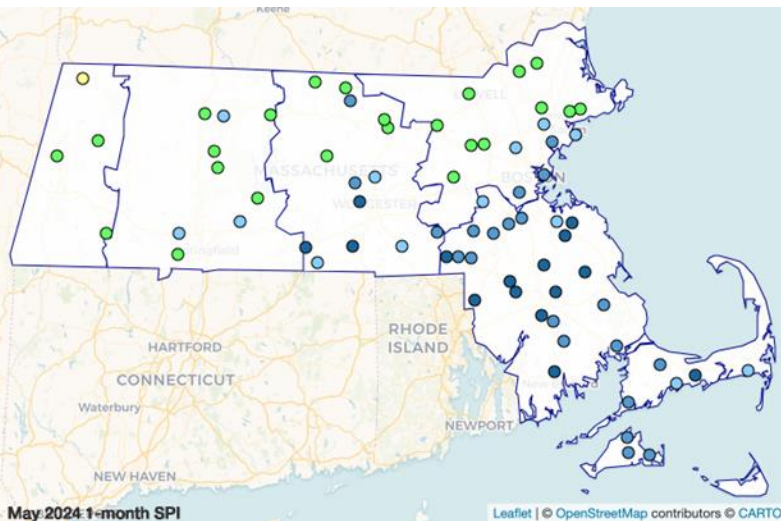 Keene
LOWELL
MASSACHUSETTS
BOSTON
WORCESTER
Springfield
RHODE
ISLAND
HARTFORD
CONNECTICUT
Waterbury
NEWPORT
NEW HAVEN
May 2024 1-month SPI
Leaflet | © OpenStreetMap contributors © CARTO